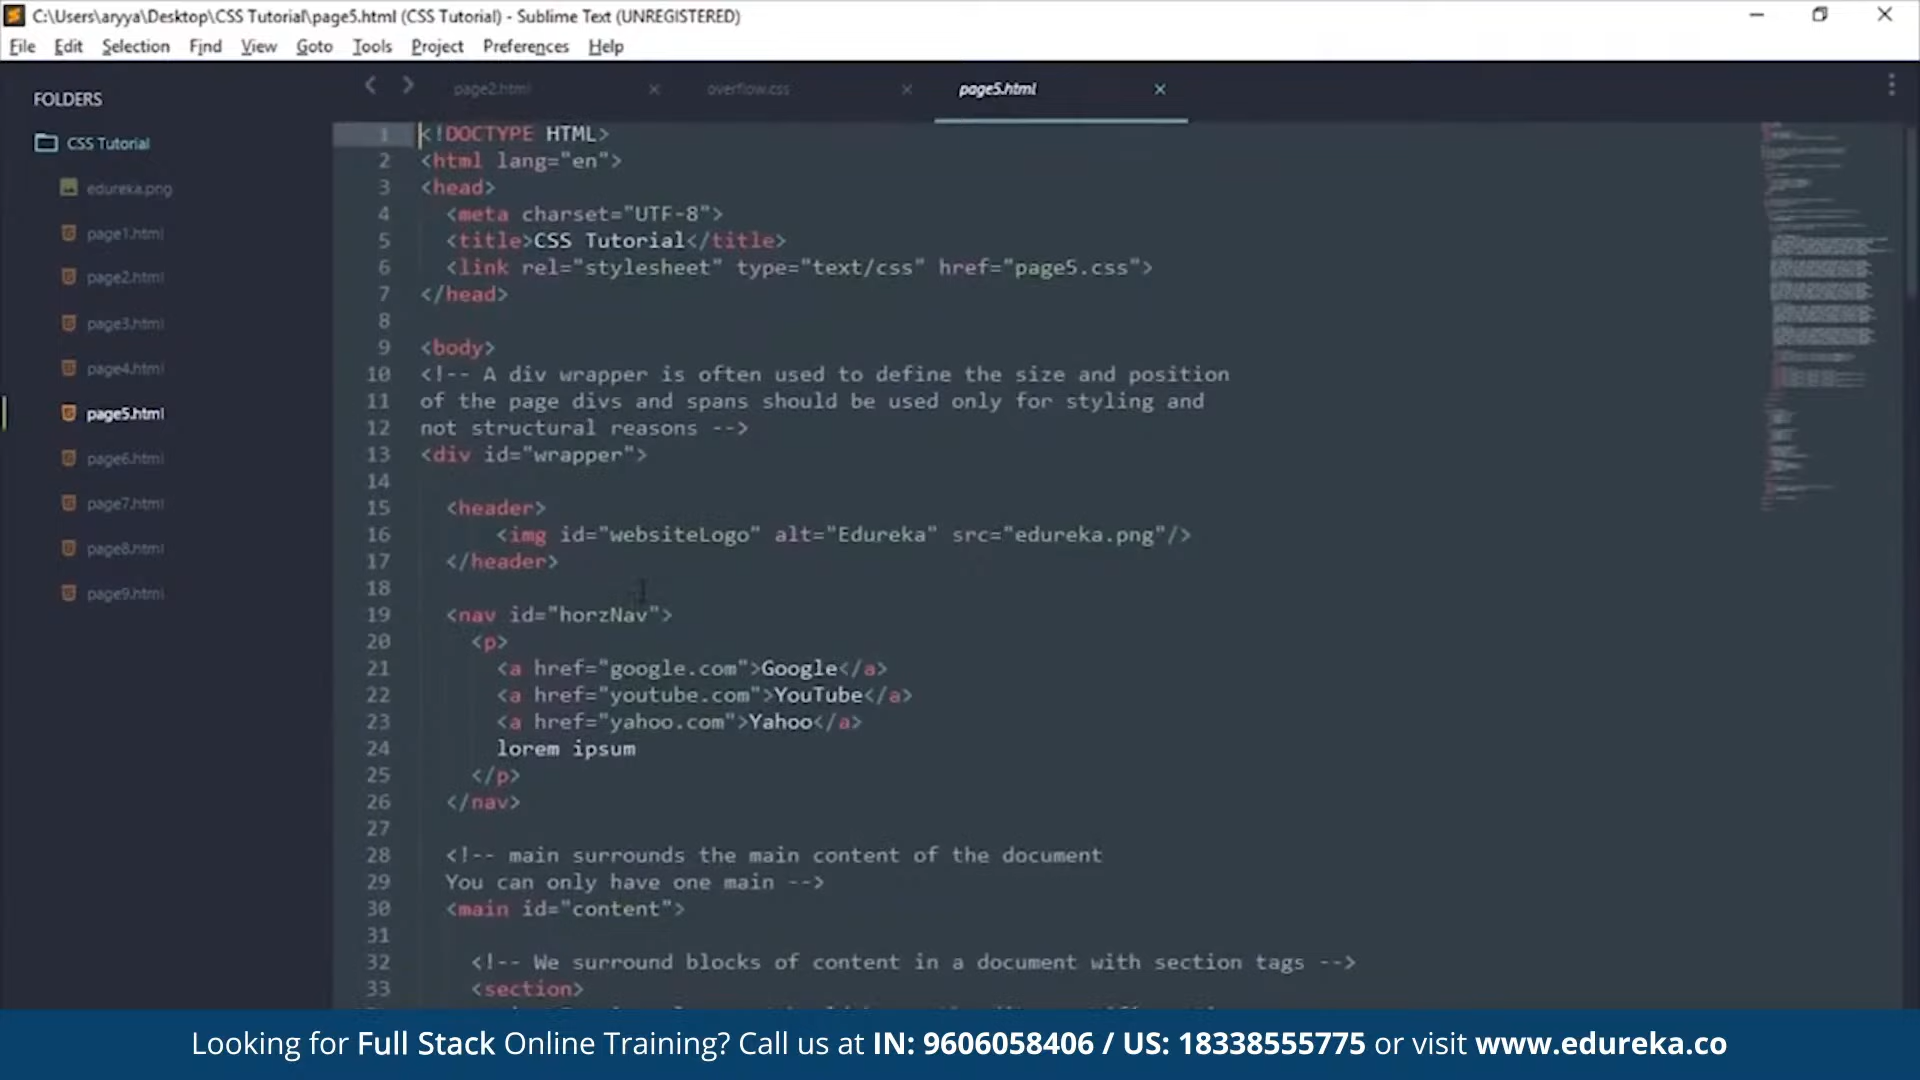 C:\Users\aryya\Desktop\CSS Tutorial\page5.html (CSS Tutorial) - Sublime Text (UNREGISTERED)
File Edit Selection Find View Goto Tools Project Preferences Help
FOLDERS
CSS Tutorial
edureka.png
page1.html
page2.html
page3.html
page4.html
page5.html
page6.html
page7.html
page8.html
page9.html
page2.html overflow.css page5.html
1 <!DOCTYPE HTML>
2 <html lang="en">
3 <head>
4 <meta charset="UTF-8">
5 <title>CSS Tutorial</title>
6 <link rel="stylesheet" type="text/css" href="page5.css">
7 </head>
8
9 <body>
10 <!-- A div wrapper is often used to define the size and position
11 of the page divs and spans should be used only for styling and
12 not structural reasons -->
13 <div id="wrapper">
14
15 <header>
16 <img id="websiteLogo" alt="Edureka" src="edureka.png"/>
17 </header>
18
19 <nav id="horzNav">
20 <p>
21 <a href="google.com">Google</a>
22 <a href="youtube.com">YouTube</a>
23 <a href="yahoo.com">Yahoo</a>
24 lorem ipsum
25 </p>
26 </nav>
27
28 <!-- main surrounds the main content of the document
29 You can only have one main -->
30 <main id="content">
31
32 <!-- We surround blocks of content in a document with section tags -->
33 <section>
Looking for Full Stack Online Training? Call us at IN: 9606058406 / US: 18338555775 or visit www.edureka.co